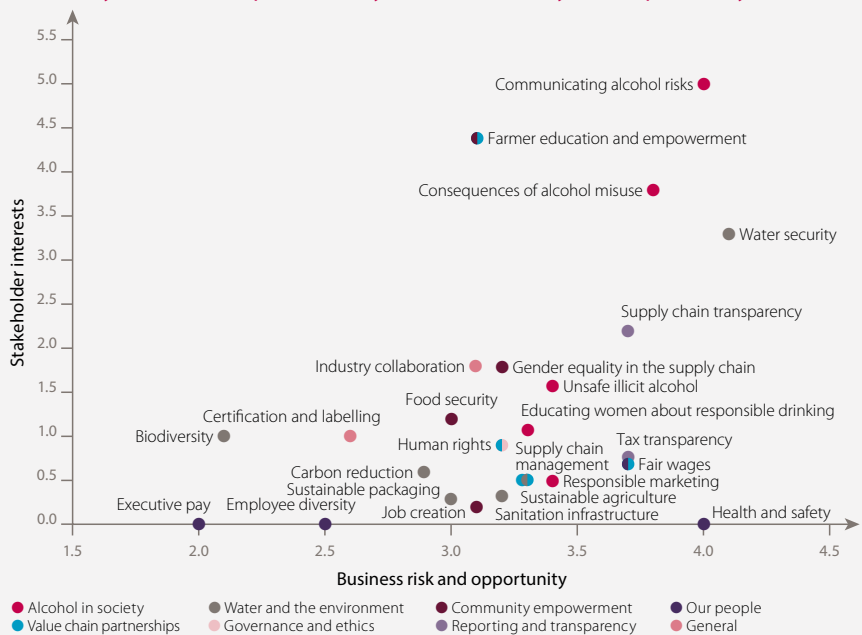 5.5
5.0
4.5
4.0
3.5
3.0
2.5
2.0
1.5
1.0
0.5
0.0
Stakeholder interests
Communicating alcohol risks
Farmer education and empowerment
Consequences of alcohol misuse
Water security
Supply chain transparency
Industry collaboration
Gender equality in the supply chain
Unsafe illicit alcohol
Food security
Educating women about responsible drinking
Certification and labelling
Biodiversity
Human rights
Supply chain
management
Tax transparency
Fair wages
Carbon reduction
Responsible marketing
Sustainable packaging
Sustainable agriculture
Executive pay
Employee diversity
Job creation
Sanitation infrastructure
Health and safety
1.5
2.0
2.5
3.0
3.5
4.0
4.5
Business risk and opportunity
Alcohol in society
Water and the environment
Community empowerment
Our people
Value chain partnerships
Governance and ethics
Reporting and transparency
General